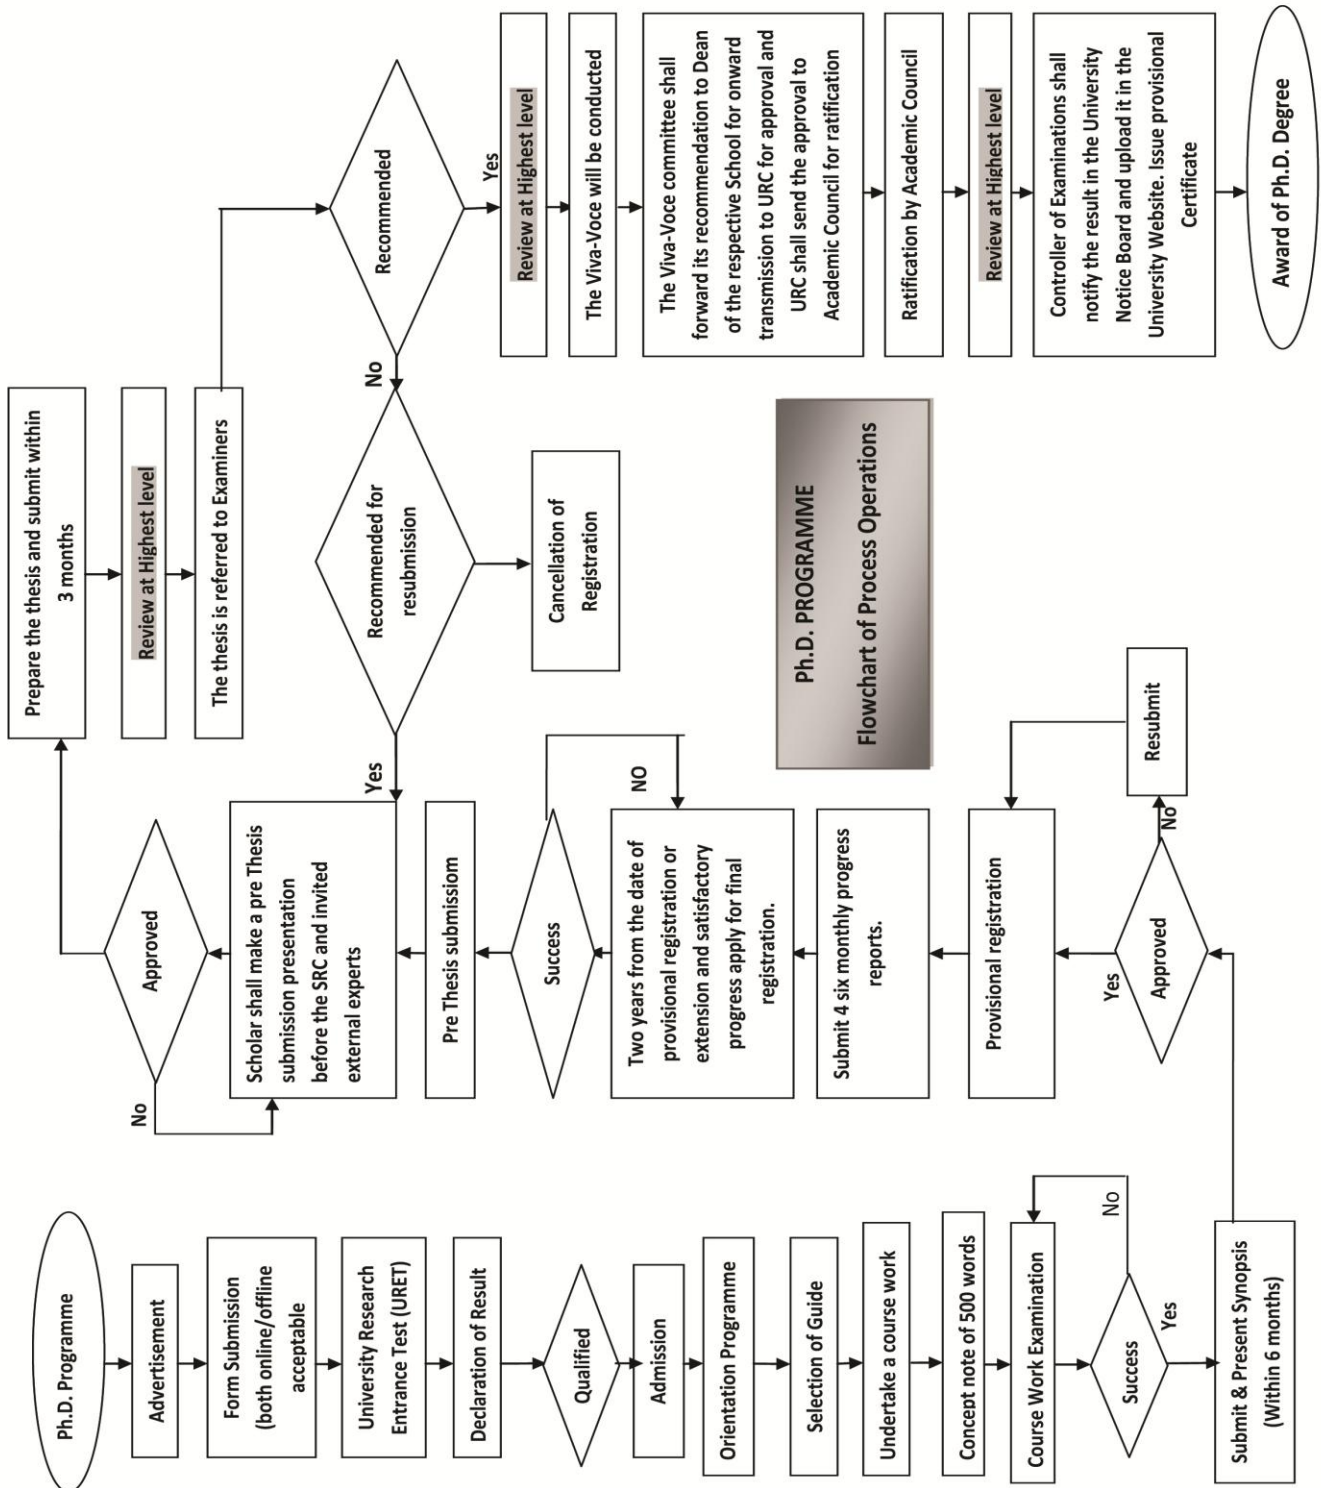 Ph.D. Programme
Advertisement
Form Submission
(both online/offline
acceptable
University Research
Entrance Test (URET)
Declaration of Result
Qualified
Admission
Orientation Programme
Selection of Guide
Undertake a course work
Concept note of 500 words
Course Work Examination
No
Success
Yes
Submit & Present Synopsis
(Within 6 months)
Approved
No
Resubmit
Yes
Provisional registration
Submit 4 six monthly progress
reports.
Two years from the date of
provisional registration or
extension and satisfactory
progress apply for final
registration.
NO
Success
Pre Thesis submission
Scholar shall make a pre Thesis
submission presentation
before the SRC and invited
external experts
No
Approved
Prepare the thesis and submit within
3 months
Review at Highest level
The thesis is referred to Examiners
Recommended
No
Recommended for
resubmission
Yes
Cancellation of
Registration
Yes
Review at Highest level
The Viva-Voce will be conducted
The Viva-Voce committee shall
forward its recommendation to Dean
of the respective School for onward
transmission to URC for approval and
URC shall send the approval to
Academic Council for ratification
Ratification by Academic Council
Review at Highest level
Controller of Examinations shall
notify the result in the University
Notice Board and upload it in the
University Website. Issue provisional
Certificate
Award of Ph.D. Degree
Ph.D. PROGRAMME
Flowchart of Process Operations